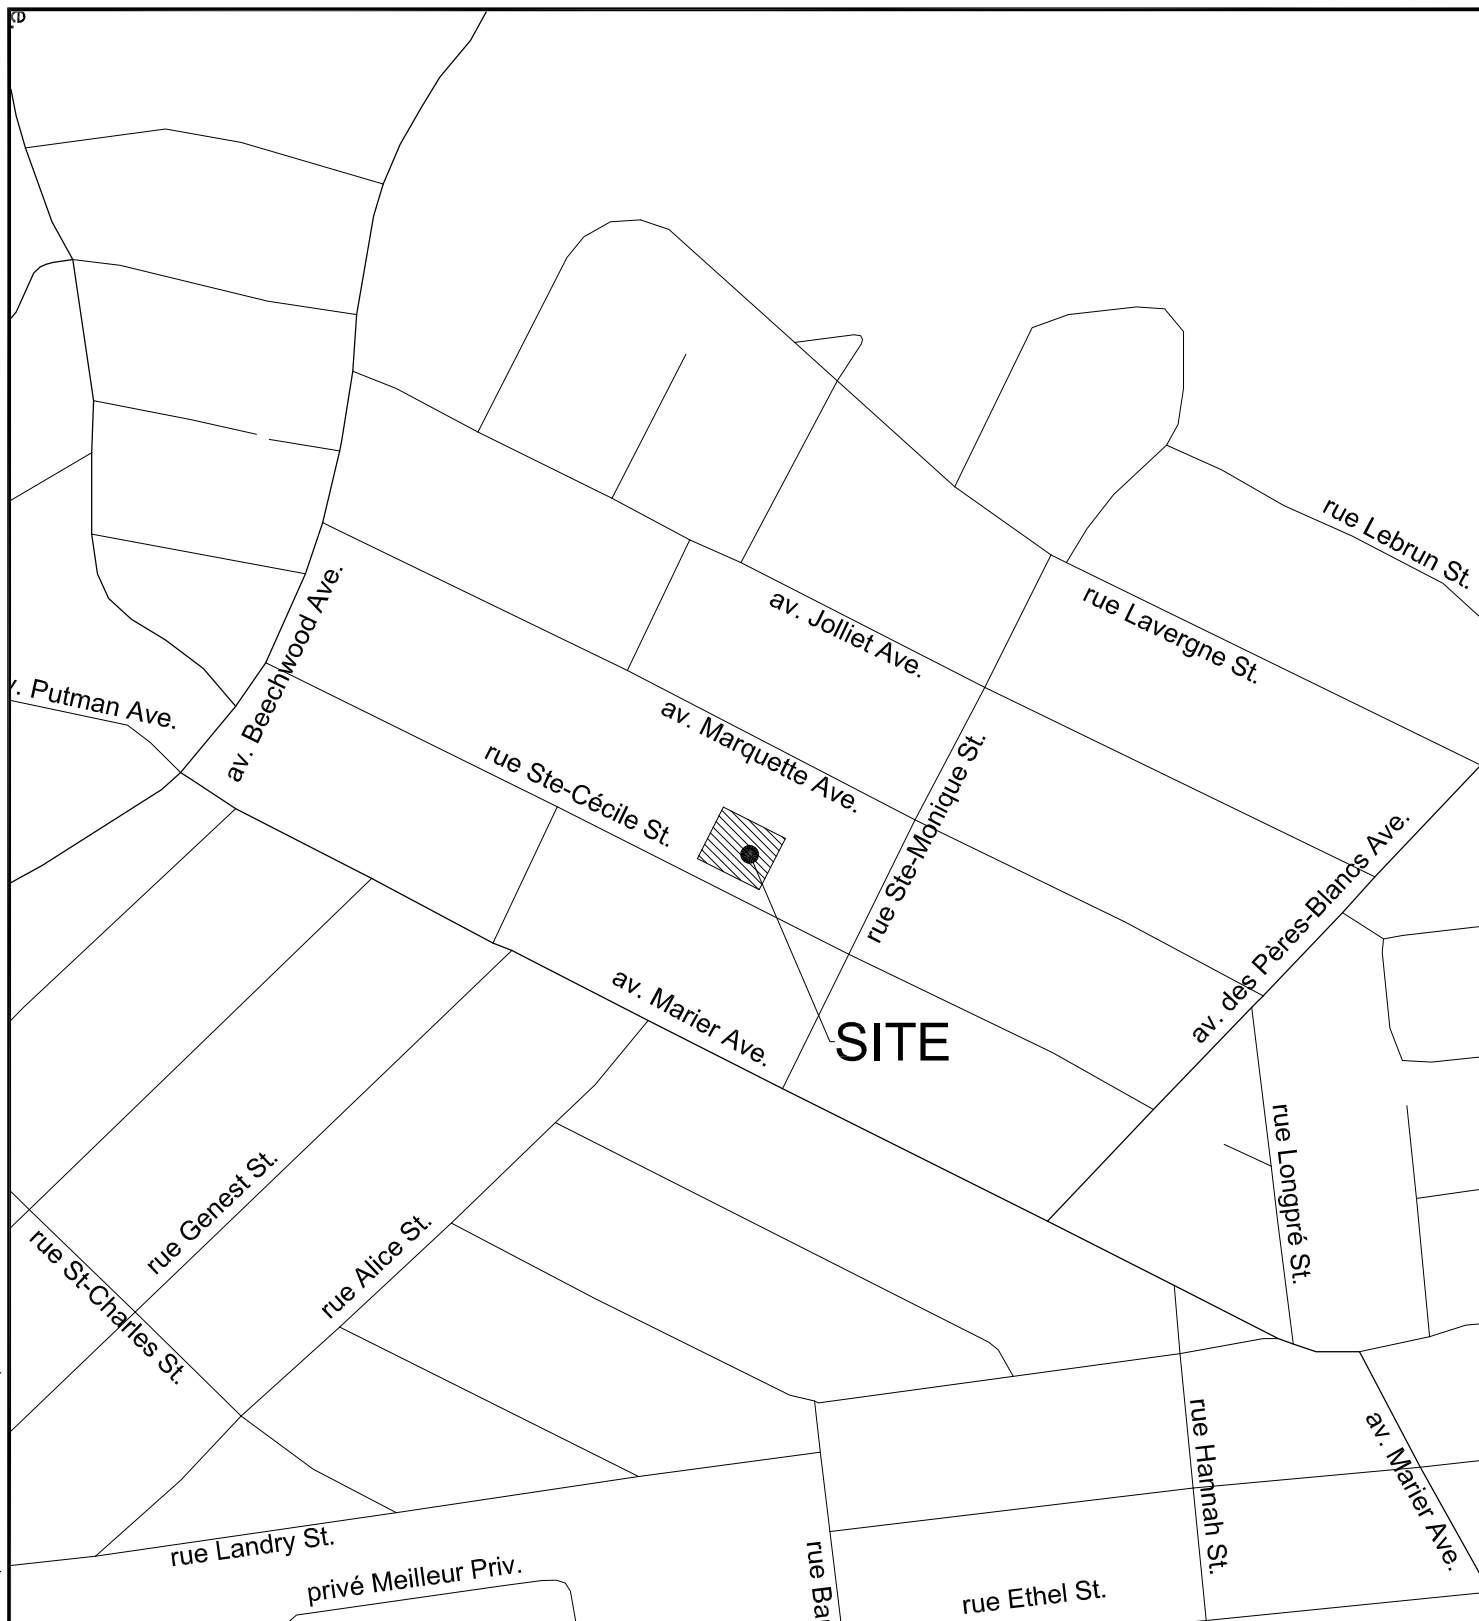 rue Lebrun St.
rue Lavergne St.
av. Jolliet Ave.
av. Beechwood Ave.
. Putman Ave.
av. Marquette Ave.
rue Ste-Cécile St.
rue Ste-Monique St.
av. des Pères-Blancs Ave.
av. Marier Ave.
SITE
rue Longpré St.
rue Genest St.
rue Alice St.
rue St-Charles St.
rue Hannah St.
av. Marier Ave.
rue Landry St.
privé Meilleur Priv.
rue Ba
rue Ethel St.